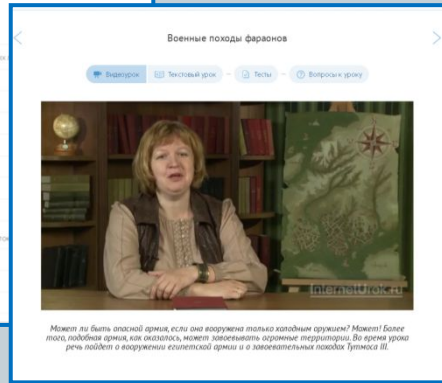 Военные походы фараонов
Видеоурок Текстовый урок Тесты Вопросы к уроку
InternetUrok.ru
Может ли быть опасной армия, если она вооружена только холодным оружием? Может! Более
того, подобная армия, как оказалось, может завоевывать огромные территории. Во время урока
речь пойдет о вооружении египетской армии и о завоевательных походах Тутмоса III.